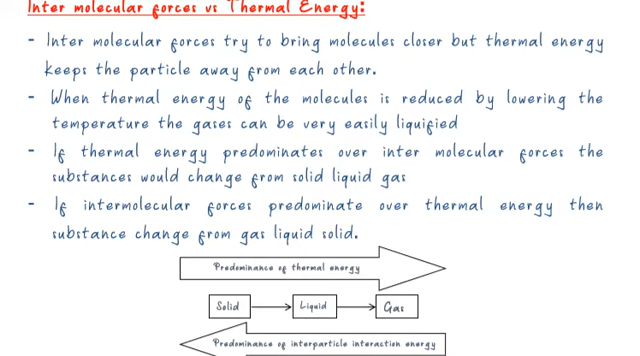 Inter molecular forces vs Thermal Energy:
- Inter molecular forces try to bring molecules closer but thermal energy
keeps the particle away from each other.
- When thermal energy of the molecules is reduced by lowering the
temperature the gases can be very easily liquified
- If thermal energy predominates over inter molecular forces the
substances would change from solid liquid gas
- If intermolecular forces predominate over thermal energy then
substance change from gas liquid solid.
Predominance of thermal energy
Solid Liquid Gas
Predominance of interparticle interaction energy